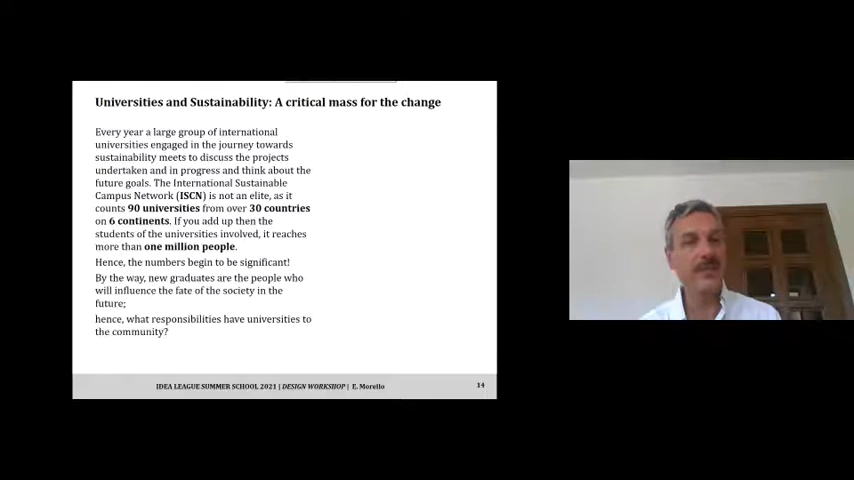 Universities and Sustainability: A critical mass for the change
Every year a large group of international
universities engaged in the journey towards
sustainability meets to discuss the projects
undertaken and in progress and think about the
future goals. The International Sustainable
Campus Network (ISCN) is not an elite, as it
counts 90 universities from over 30 countries
on 6 continents. If you add up then the
students of the universities involved, it reaches
more than one million people.
Hence, the numbers begin to be significant!
By the way, new graduates are the people who
will influence the fate of the society in the
future;
hence, what responsibilities have universities to
the community?
IDEA LEAGUE SUMMER SCHOOL 2021 | DESIGN WORKSHOP | E. Morello
14